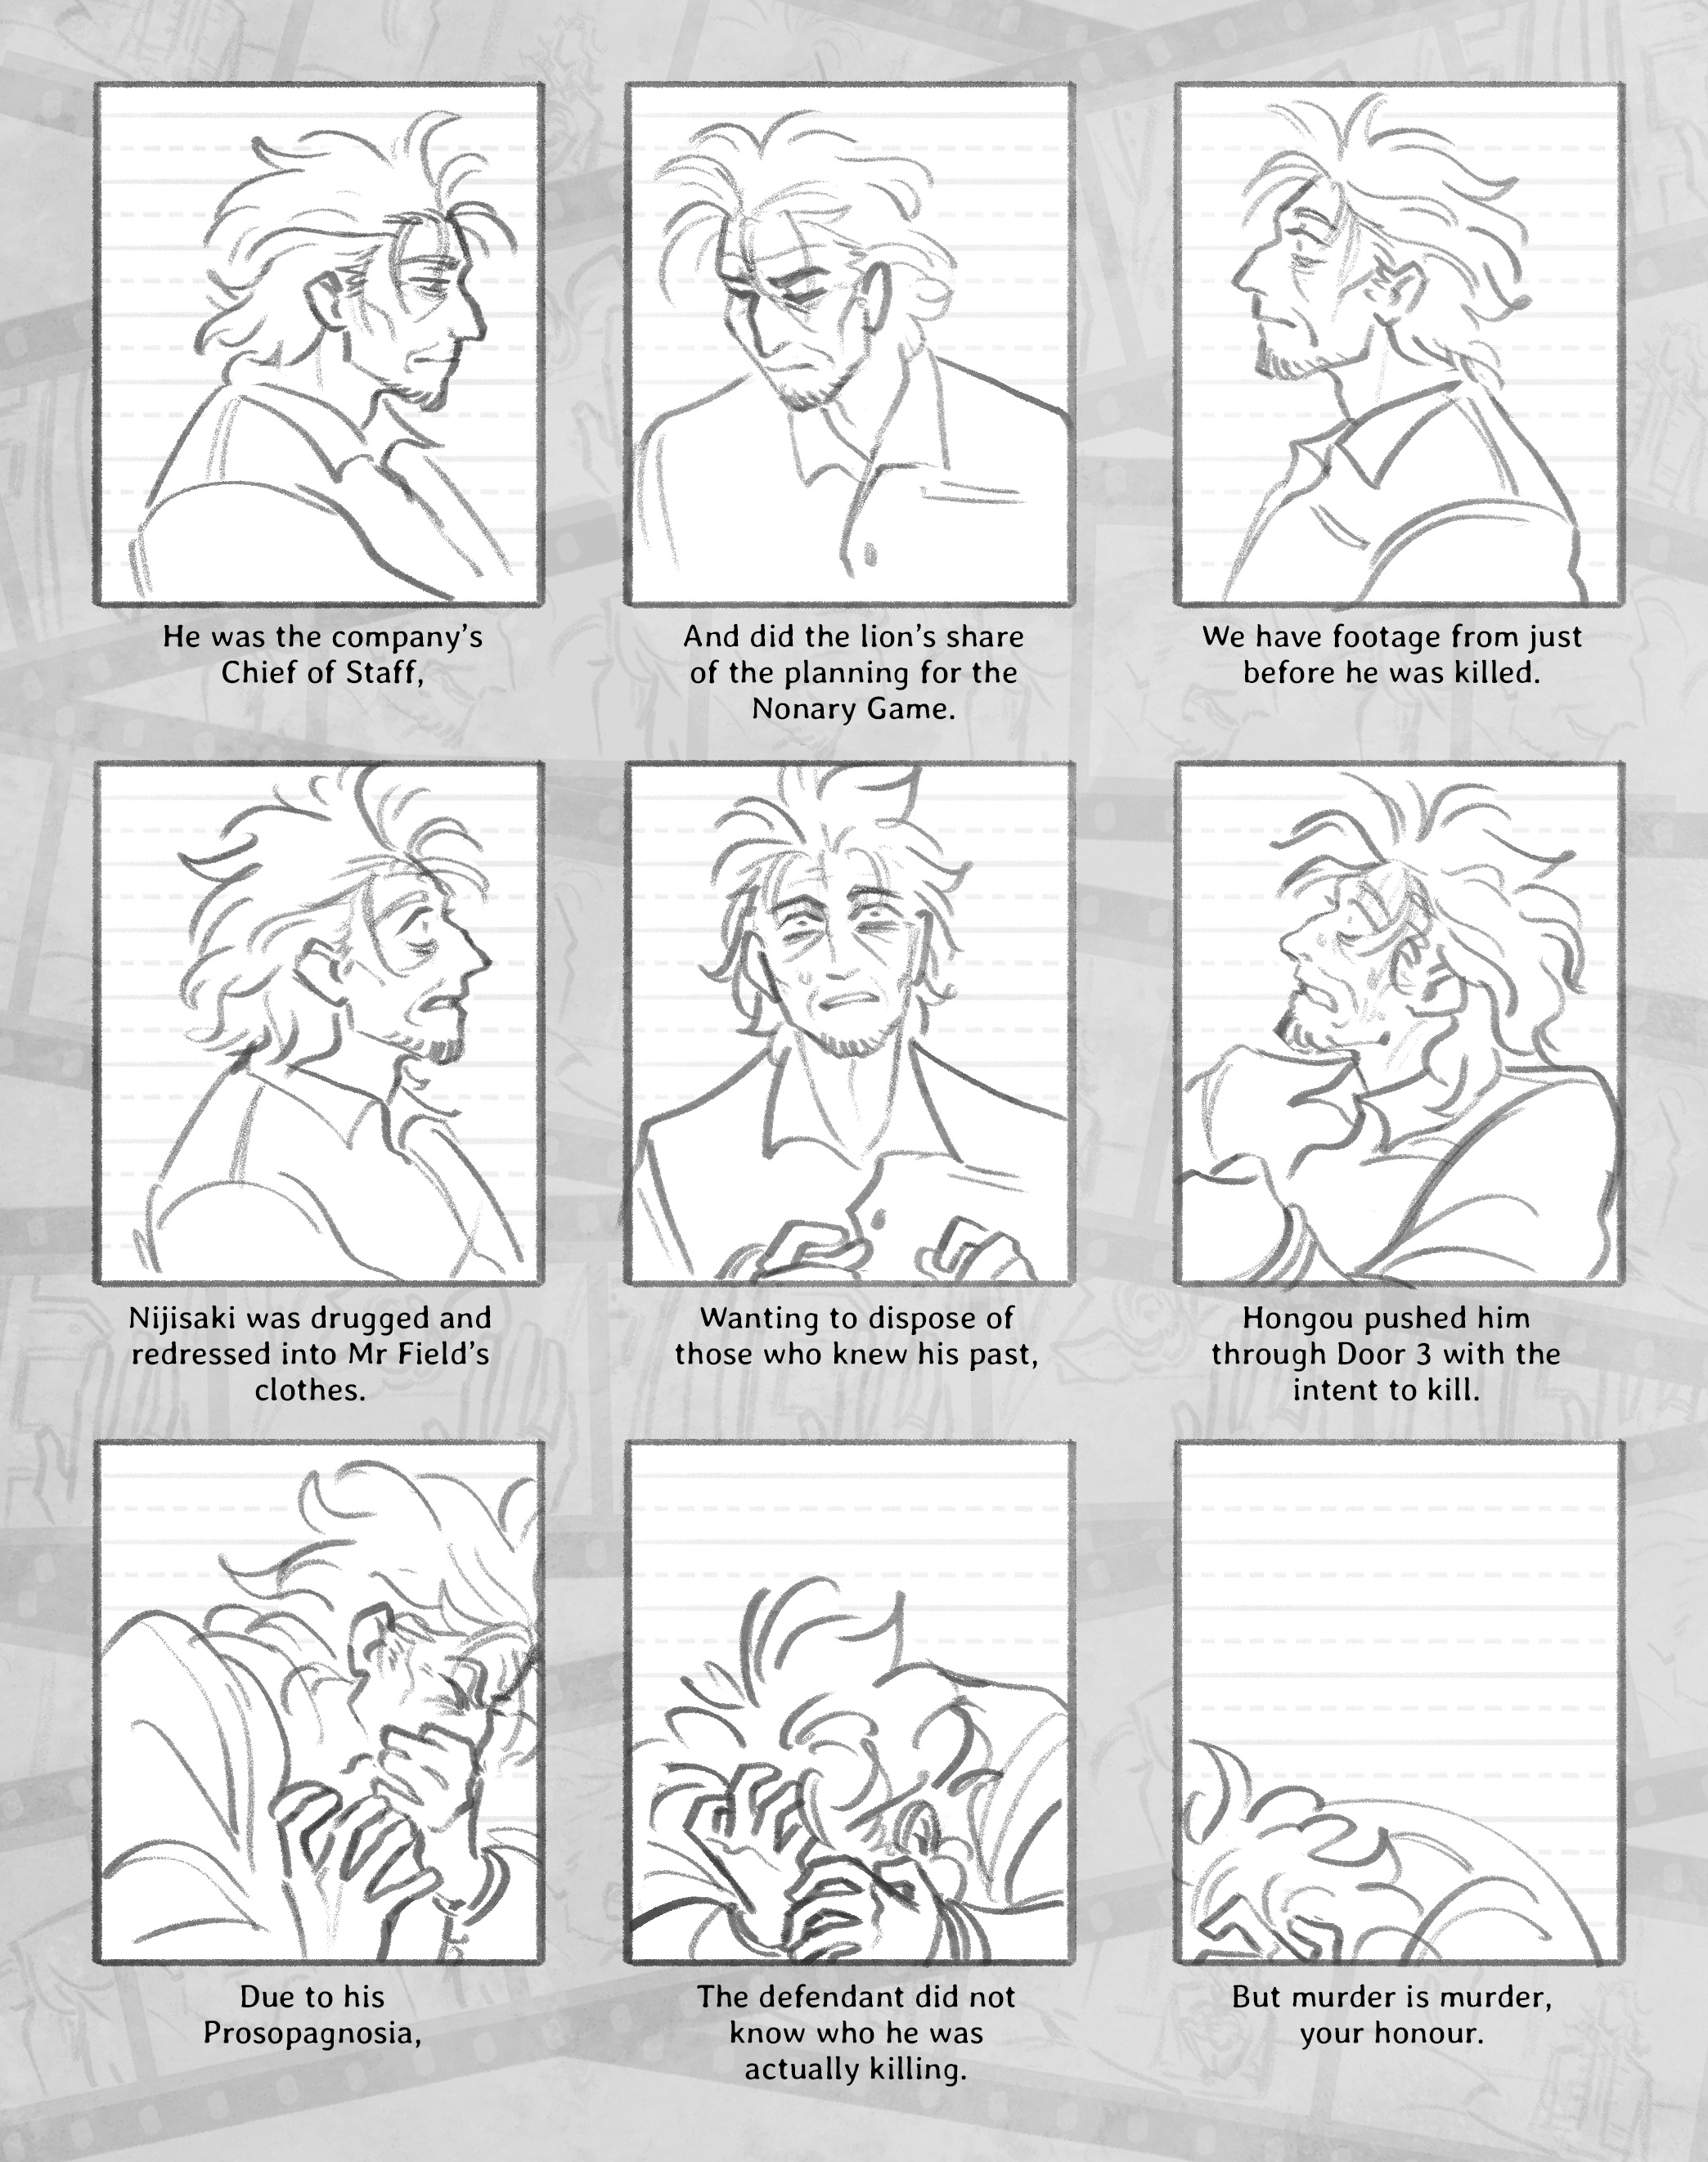 He was the company's
Chief of Staff,
And did the lion's share
of the planning for the
Nonary Game.
We have footage from just
before he was killed.
Nijisaki was drugged and
redressed into Mr Field's
clothes.
Wanting to dispose of
those who knew his past,
Hongou pushed him
through Door 3 with the
intent to kill.
Due to his
Prosopagnosia,
The defendant did not
know who he was
actually killing.
But murder is murder,
your honour.